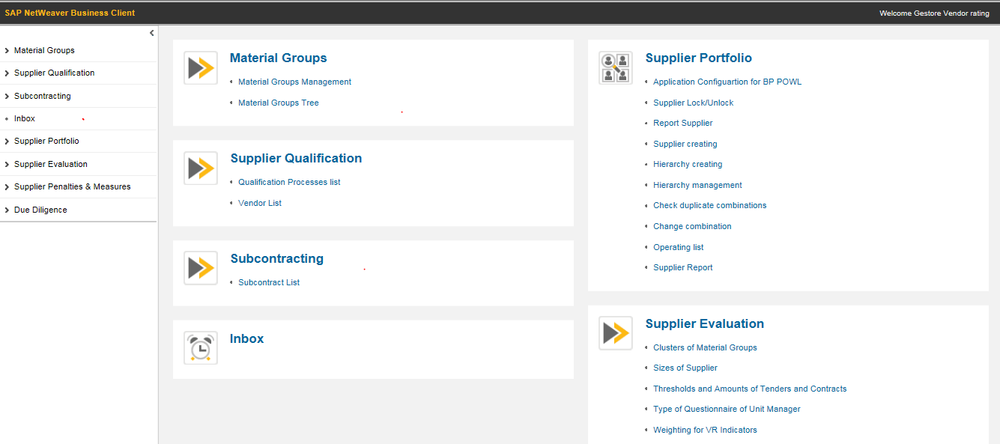 SAP NetWeaver Business Client
Welcome Gestore Vendor rating
Material Groups
Supplier Qualification
Subcontracting
Inbox
Supplier Portfolio
Supplier Evaluation
Supplier Penalties & Measures
Due Diligence
Material Groups
Material Groups Management
Material Groups Tree
Supplier Qualification
Qualification Processes list
Vendor List
Subcontracting
Subcontract List
Inbox
Supplier Portfolio
Application Configuartion for BP POWL
Supplier Lock/Unlock
Report Supplier
Supplier creating
Hierarchy creating
Hierarchy management
Check duplicate combinations
Change combination
Operating list
Supplier Report
Supplier Evaluation
Clusters of Material Groups
Sizes of Supplier
Thresholds and Amounts of Tenders and Contracts
Type of Questionnaire of Unit Manager
Weighting for VR Indicators